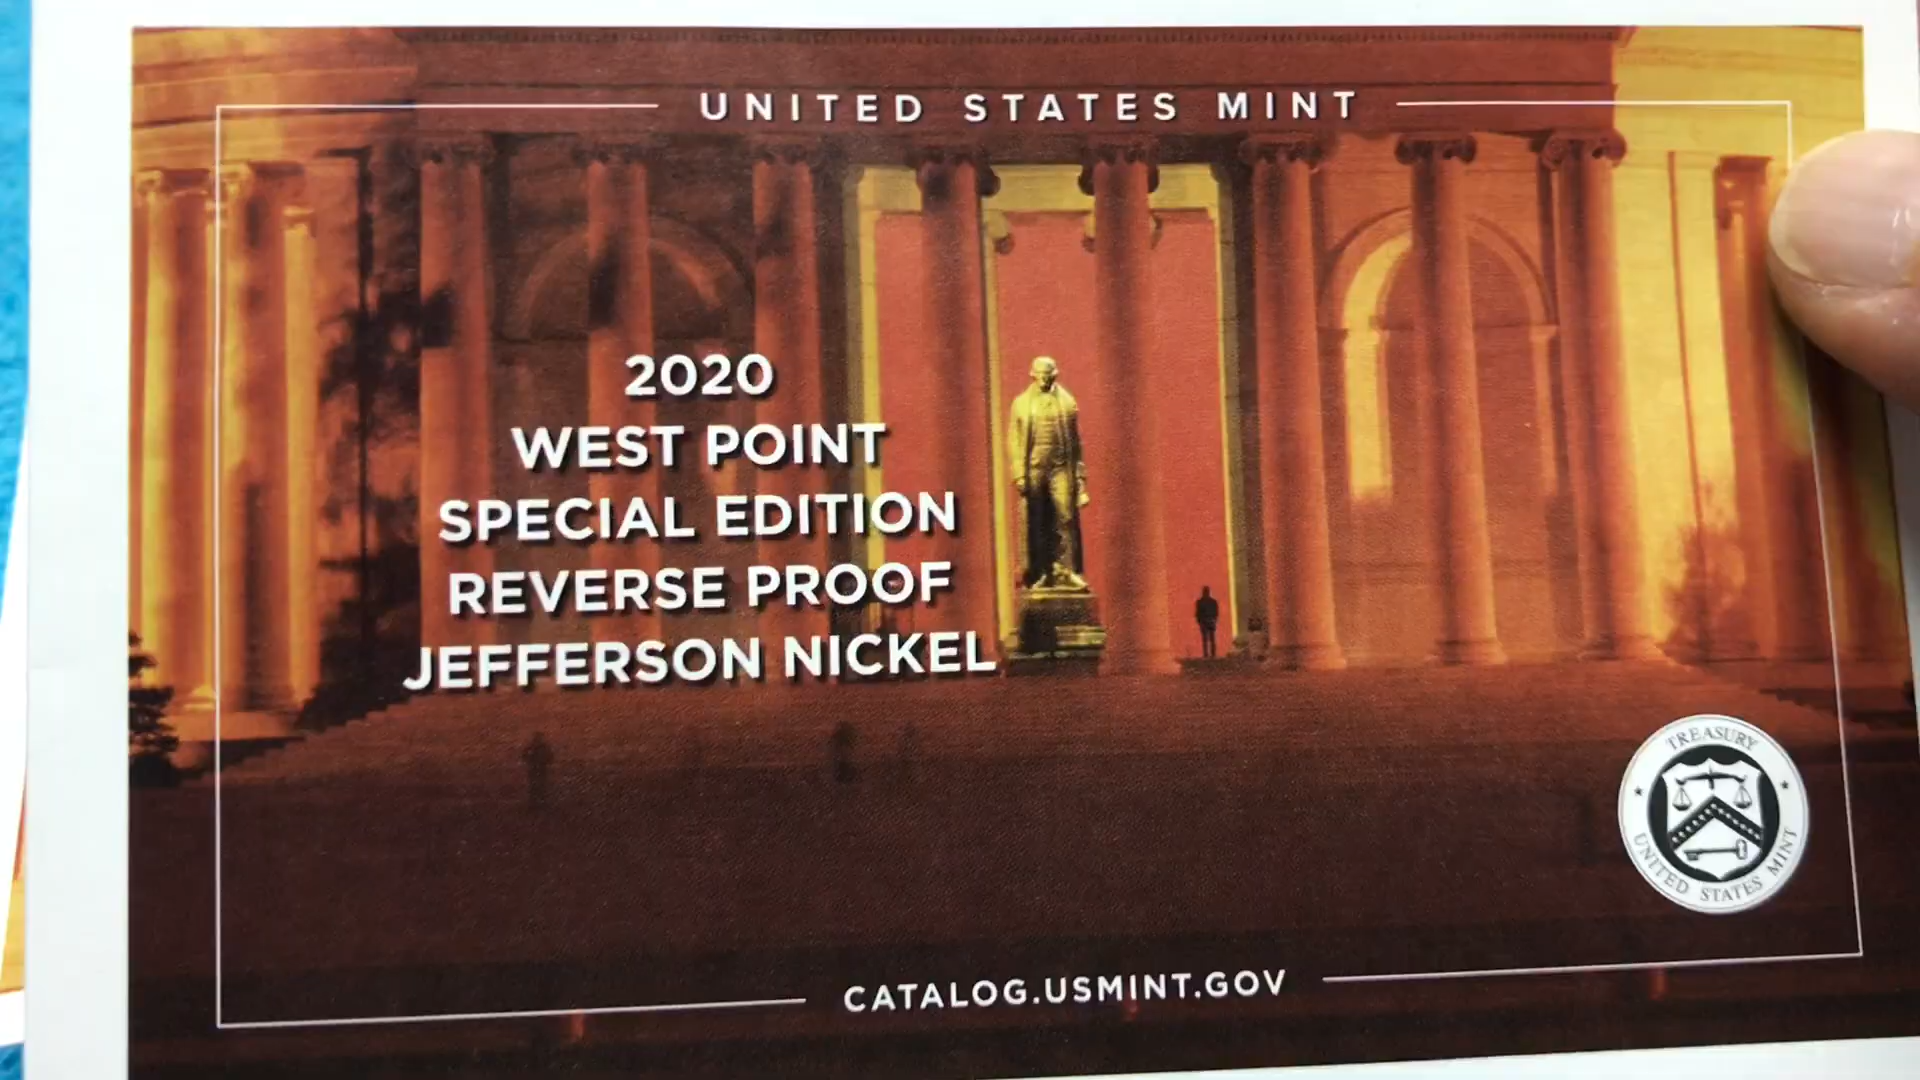 UNITED STATES MINT
2020
WEST POINT
SPECIAL EDITION
REVERSE PROOF
JEFFERSON NICKEL
TREASURY
UNITED STATES MINT
CATALOG.USMINT.GOV